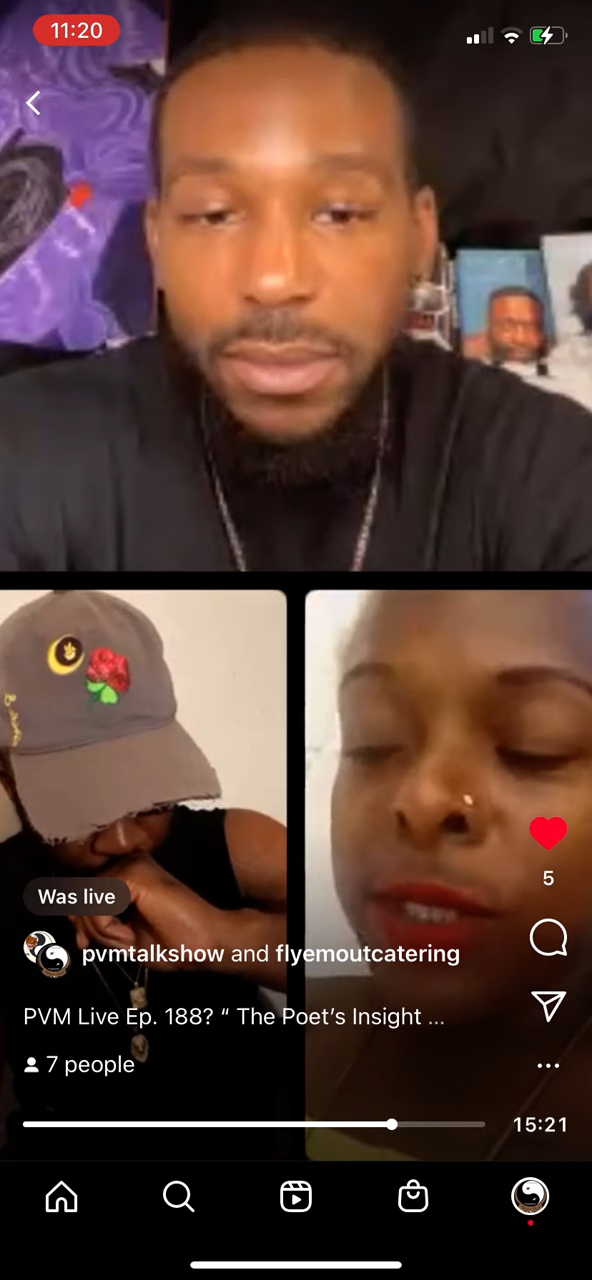 11:20
Was live
pvmtalkshow and flyemoutcatering
PVM Live Ep. 188? “ The Poet’s Insight ...
7 people
5
15:21